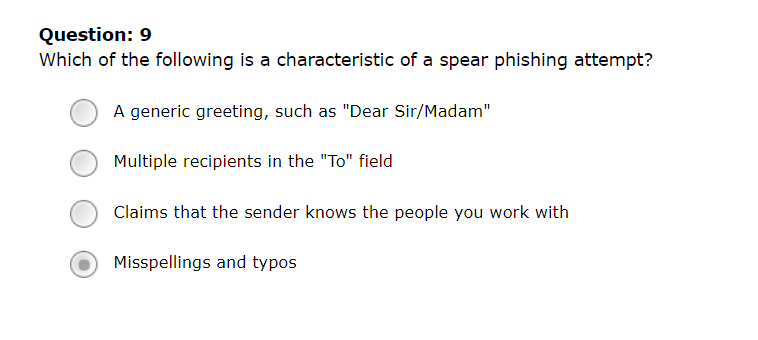 Question: 9
Which of the following is a characteristic of a spear phishing attempt?
A generic greeting, such as "Dear Sir/Madam"
Multiple recipients in the "To" field
Claims that the sender knows the people you work with
Misspellings and typos